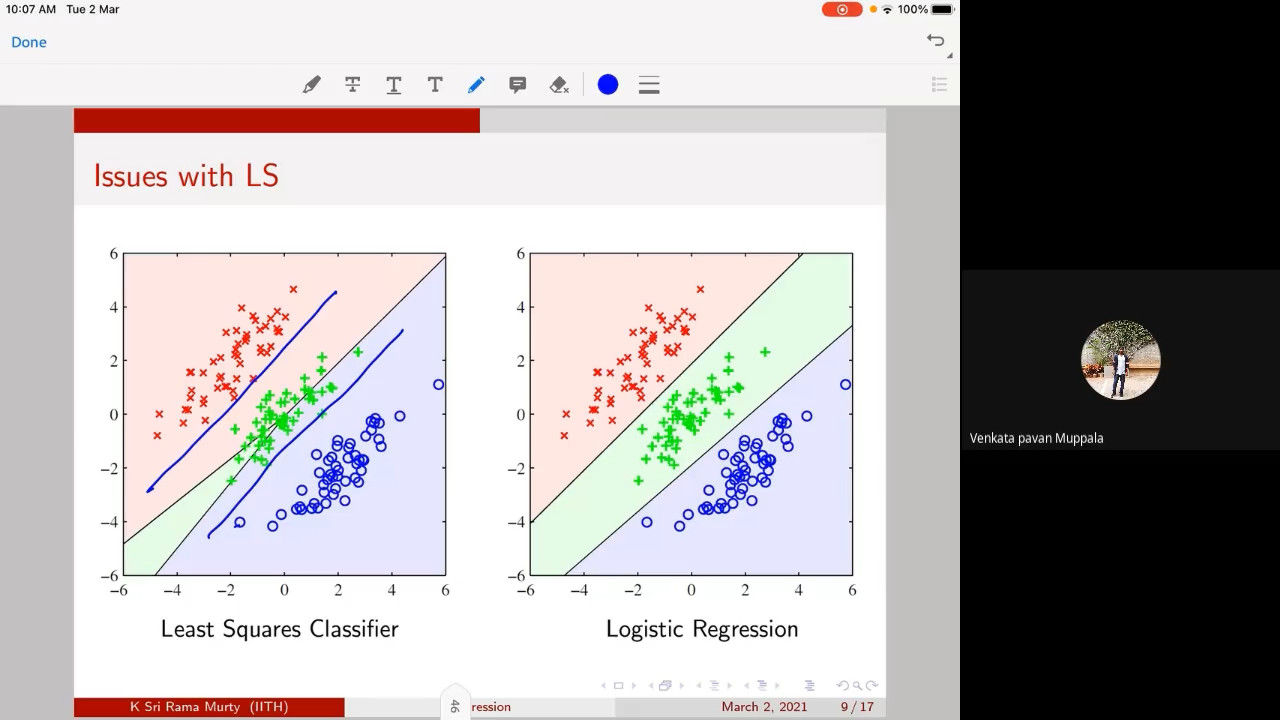 10:07 AM Tue 2 Mar 100%
Done
T T T
Issues with LS
6 6
4 4
2 2
0 0
−2 −2
−4 −4
−6 −6
−6 −4 −2 0 2 4 6 −6 −4 −2 0 2 4 6
Least Squares Classifier Logistic Regression
K Sri Rama Murty (IITH) 46 ression March 2, 2021 9 / 17
Venkata pavan Muppala